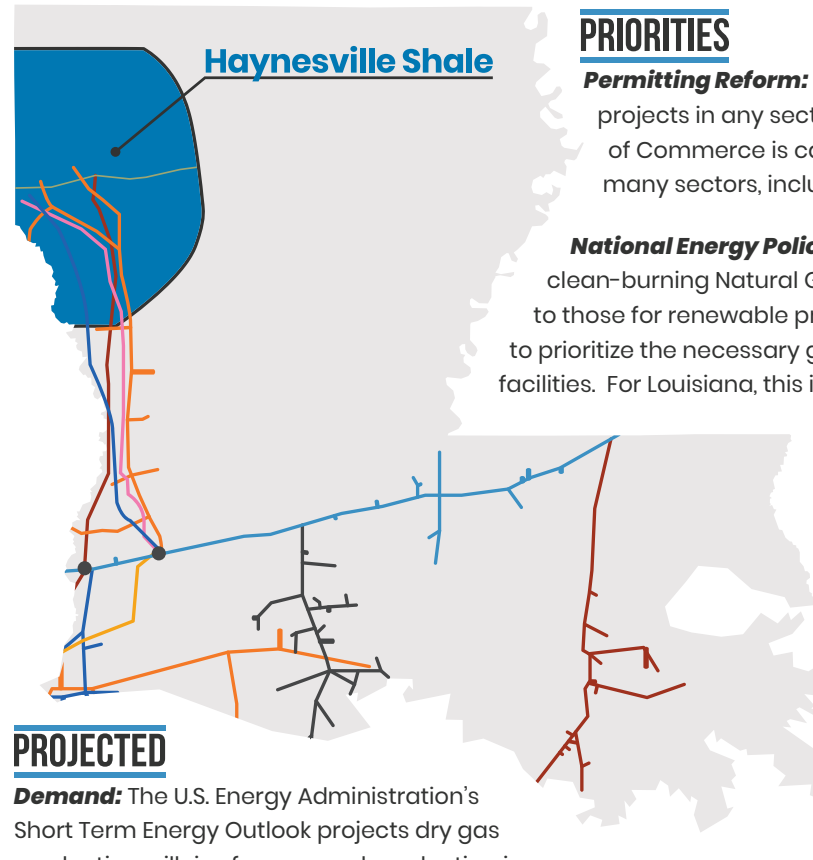 Haynesville Shale
PRIORITIES
Permitting Reform:
projects in any sect
of Commerce is
many sectors, inclu
National Energy Polic
clean-burning Natural G
to those for renewable pr
to prioritize the necessary g
facilities. For Louisiana, this i
PROJECTED
Demand: The U.S. Energy Administration's
Short Term Energy Outlook projects dry gas